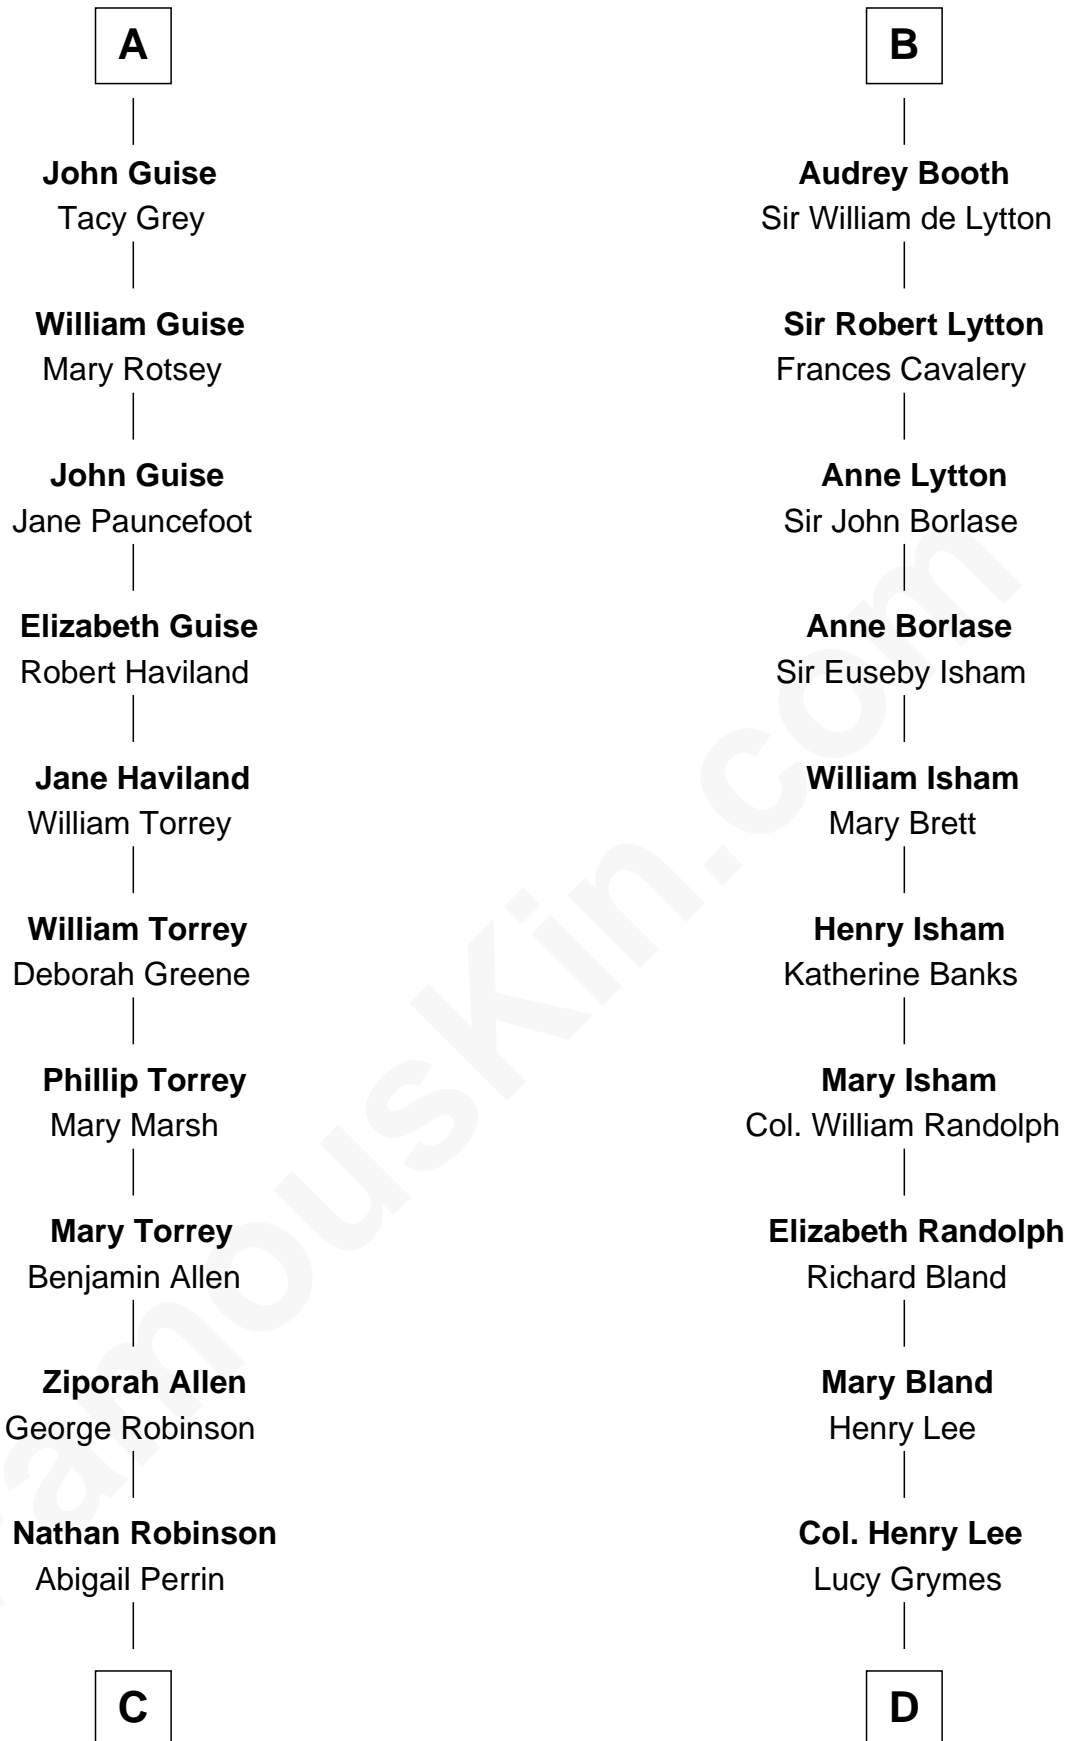 A
John Guise
Tacy Grey
William Guise
Mary Rotsey
John Guise
Jane Pauncefoot
Elizabeth Guise
Robert Haviland
Jane Haviland
William Torrey
William Torrey
Deborah Greene
Phillip Torrey
Mary Marsh
Mary Torrey
Benjamin Allen
Ziporah Allen
George Robinson
Nathan Robinson
Abigail Perrin
C
B
Audrey Booth
Sir William de Lytton
Sir Robert Lytton
Frances Cavalery
Anne Lytton
Sir John Borlase
Anne Borlase
Sir Euseby Isham
William Isham
Mary Brett
Henry Isham
Katherine Banks
Mary Isham
Col. William Randolph
Elizabeth Randolph
Richard Bland
Mary Bland
Henry Lee
Col. Henry Lee
Lucy Grymes
D
FamousKin.com